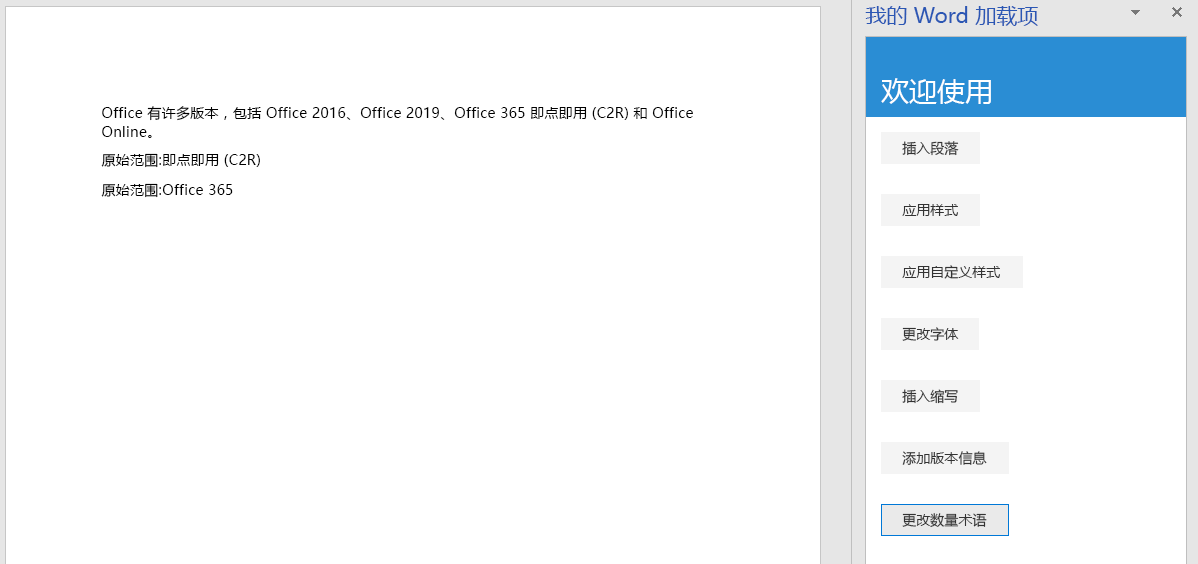 Office 有许多版本，包括 Office 2016、Office 2019、Office 365 即点即用 (C2R) 和 Office
Online。
原始范围:即点即用 (C2R)
原始范围:Office 365
我的 Word 加载项
欢迎使用
插入段落
应用样式
应用自定义样式
更改字体
插入缩写
添加版本信息
更改数量术语